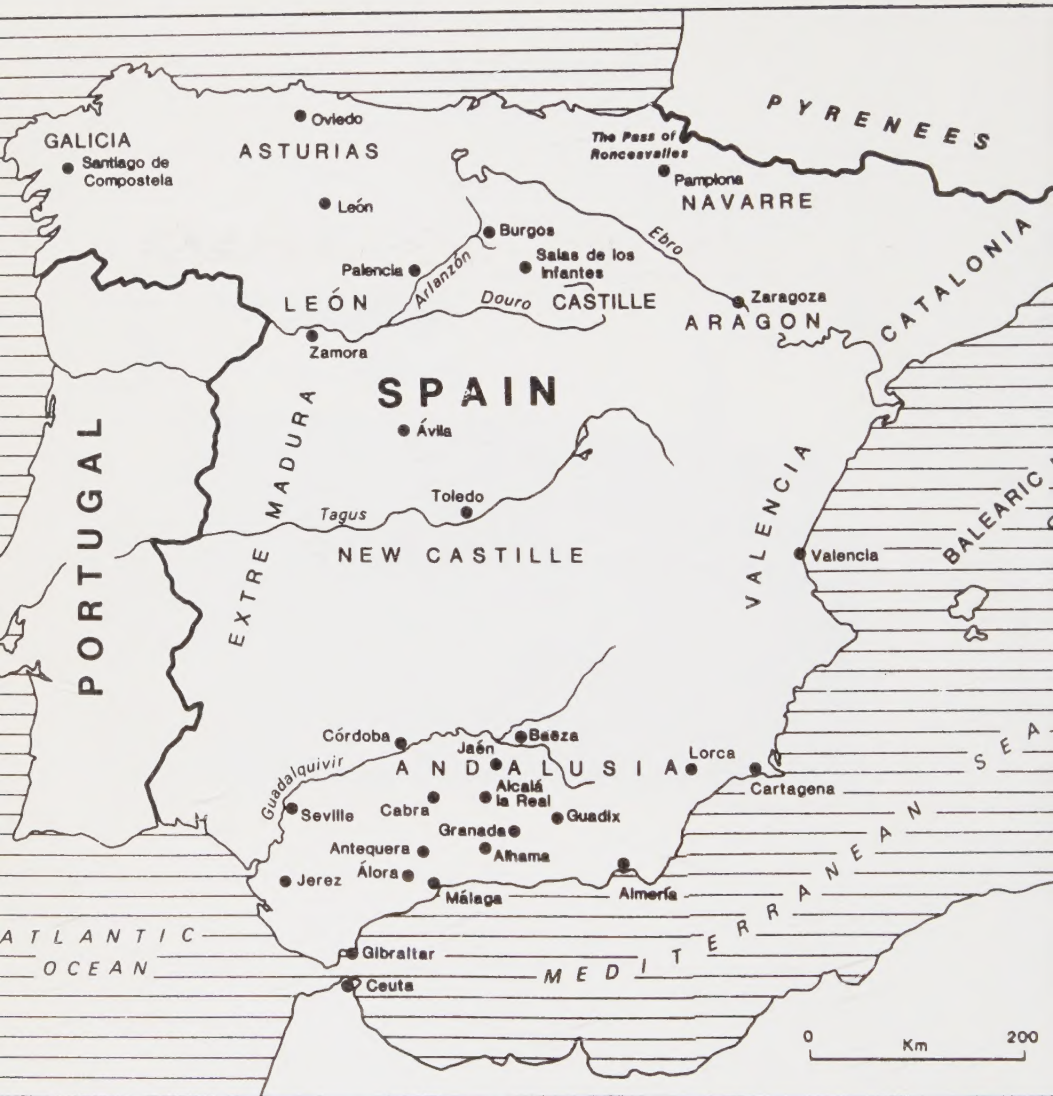 PYRENEES
The Pass of
Roncesvalles
Oviedo
GALICIA
ASTURIAS
Santiago de
Compostela
Pamplona
NAVARRE
León
Burgos
Ebro
Salas de los
Infantes
Palencia
Arlanzón
CATALONIA
LEÓN
Douro
CASTILLE
Zaragoza
ARAGON
Zamora
SPAIN
Ávila
EXTRE MADURA
PORTUGAL
VALENCIA
BALEARIC
Toledo
Tagus
NEW CASTILLE
Valencia
Córdoba
Baeza
Jaén
Lorca
Guadalquivir
ANDALUSIA
Cartagena
Alcalá
la Real
Cabra
Seville
Guadix
Granada
Antequera
Alhama
Álora
Jerez
Málaga
Almería
ATLANTIC
OCEAN
Gibraltar
MEDITERRANEAN SEA
Ceuta
0 200
Km